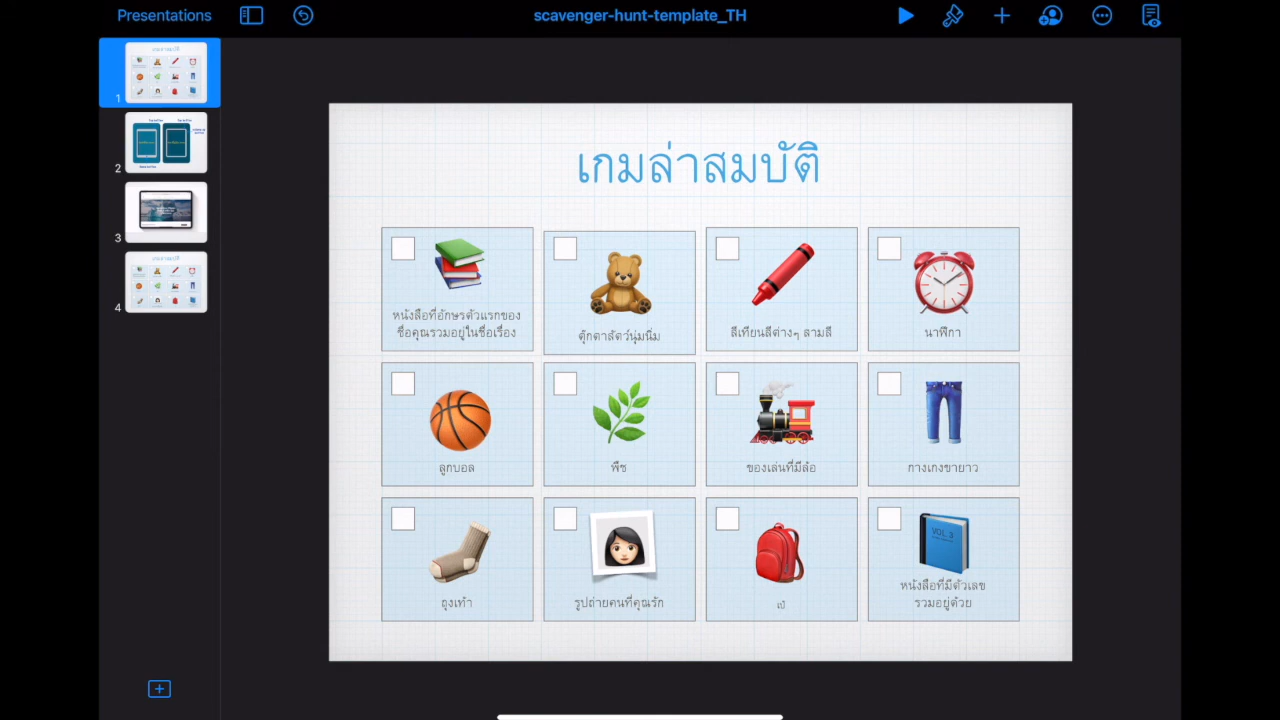 Presentations
scavenger-hunt-template_TH
1
2
3
4
เกมล่าสมบัติ
หนังสือที่อักษรตัวแรกของ
ชื่อคุณรวมอยู่ในชื่อเรื่อง
ตุ๊กตาสัตว์นุ่มนิ่ม
สีเทียนสีต่างๆ สามสี
นาฬิกา
ลูกบอล
พืช
ของเล่นที่มีล้อ
กางเกงขายาว
ถุงเท้า
รูปถ่ายคนที่คุณรัก
เป้
VOL. 3
หนังสือที่มีตัวเลข
รวมอยู่ด้วย